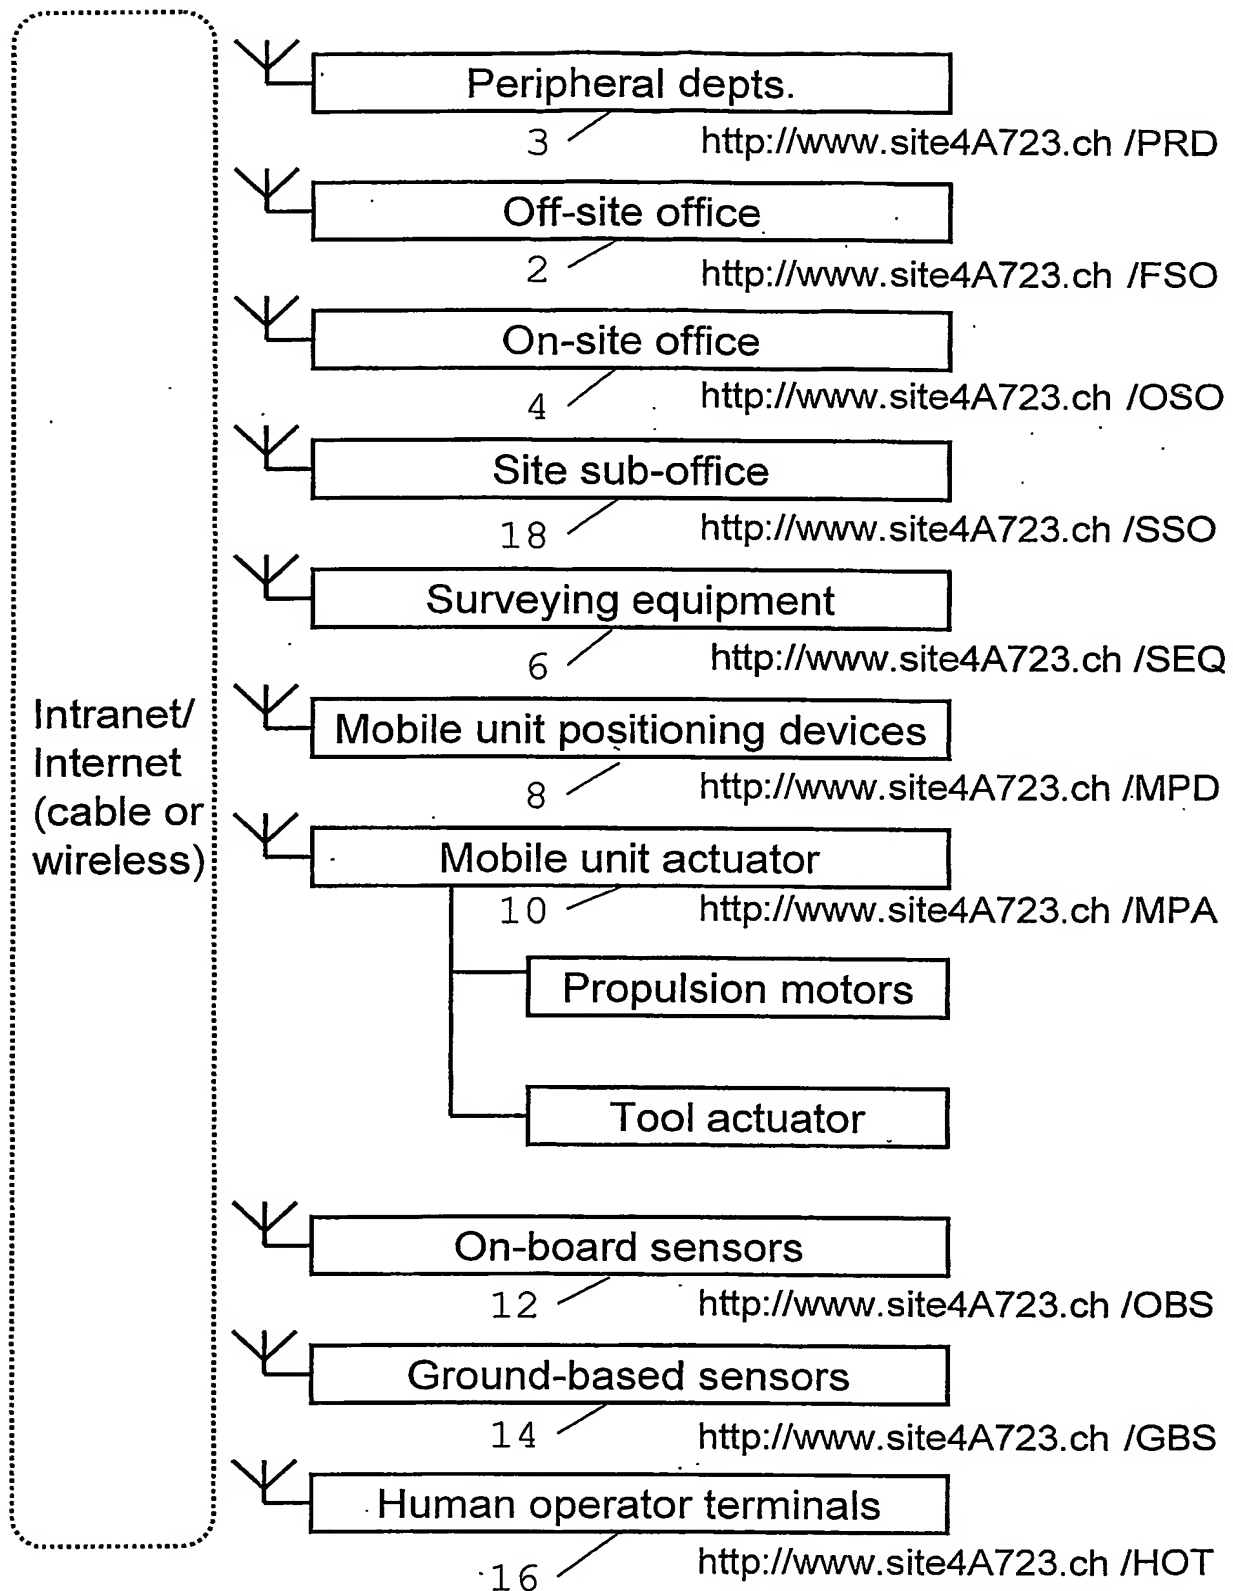 Peripheral depts.
3 http://www.site4A723.ch /PRD
Off-site office
2 http://www.site4A723.ch /FSO
On-site office
4 http://www.site4A723.ch /OSO
Site sub-office
18 http://www.site4A723.ch /SSO
Surveying equipment
6 http://www.site4A723.ch /SEQ
Intranet/
Internet
(cable or
wireless)
Mobile unit positioning devices
8 http://www.site4A723.ch /MPD
Mobile unit actuator
10 http://www.site4A723.ch /MPA
Propulsion motors
Tool actuator
On-board sensors
12 http://www.site4A723.ch /OBS
Ground-based sensors
14 http://www.site4A723.ch /GBS
Human operator terminals
16 http://www.site4A723.ch /HOT